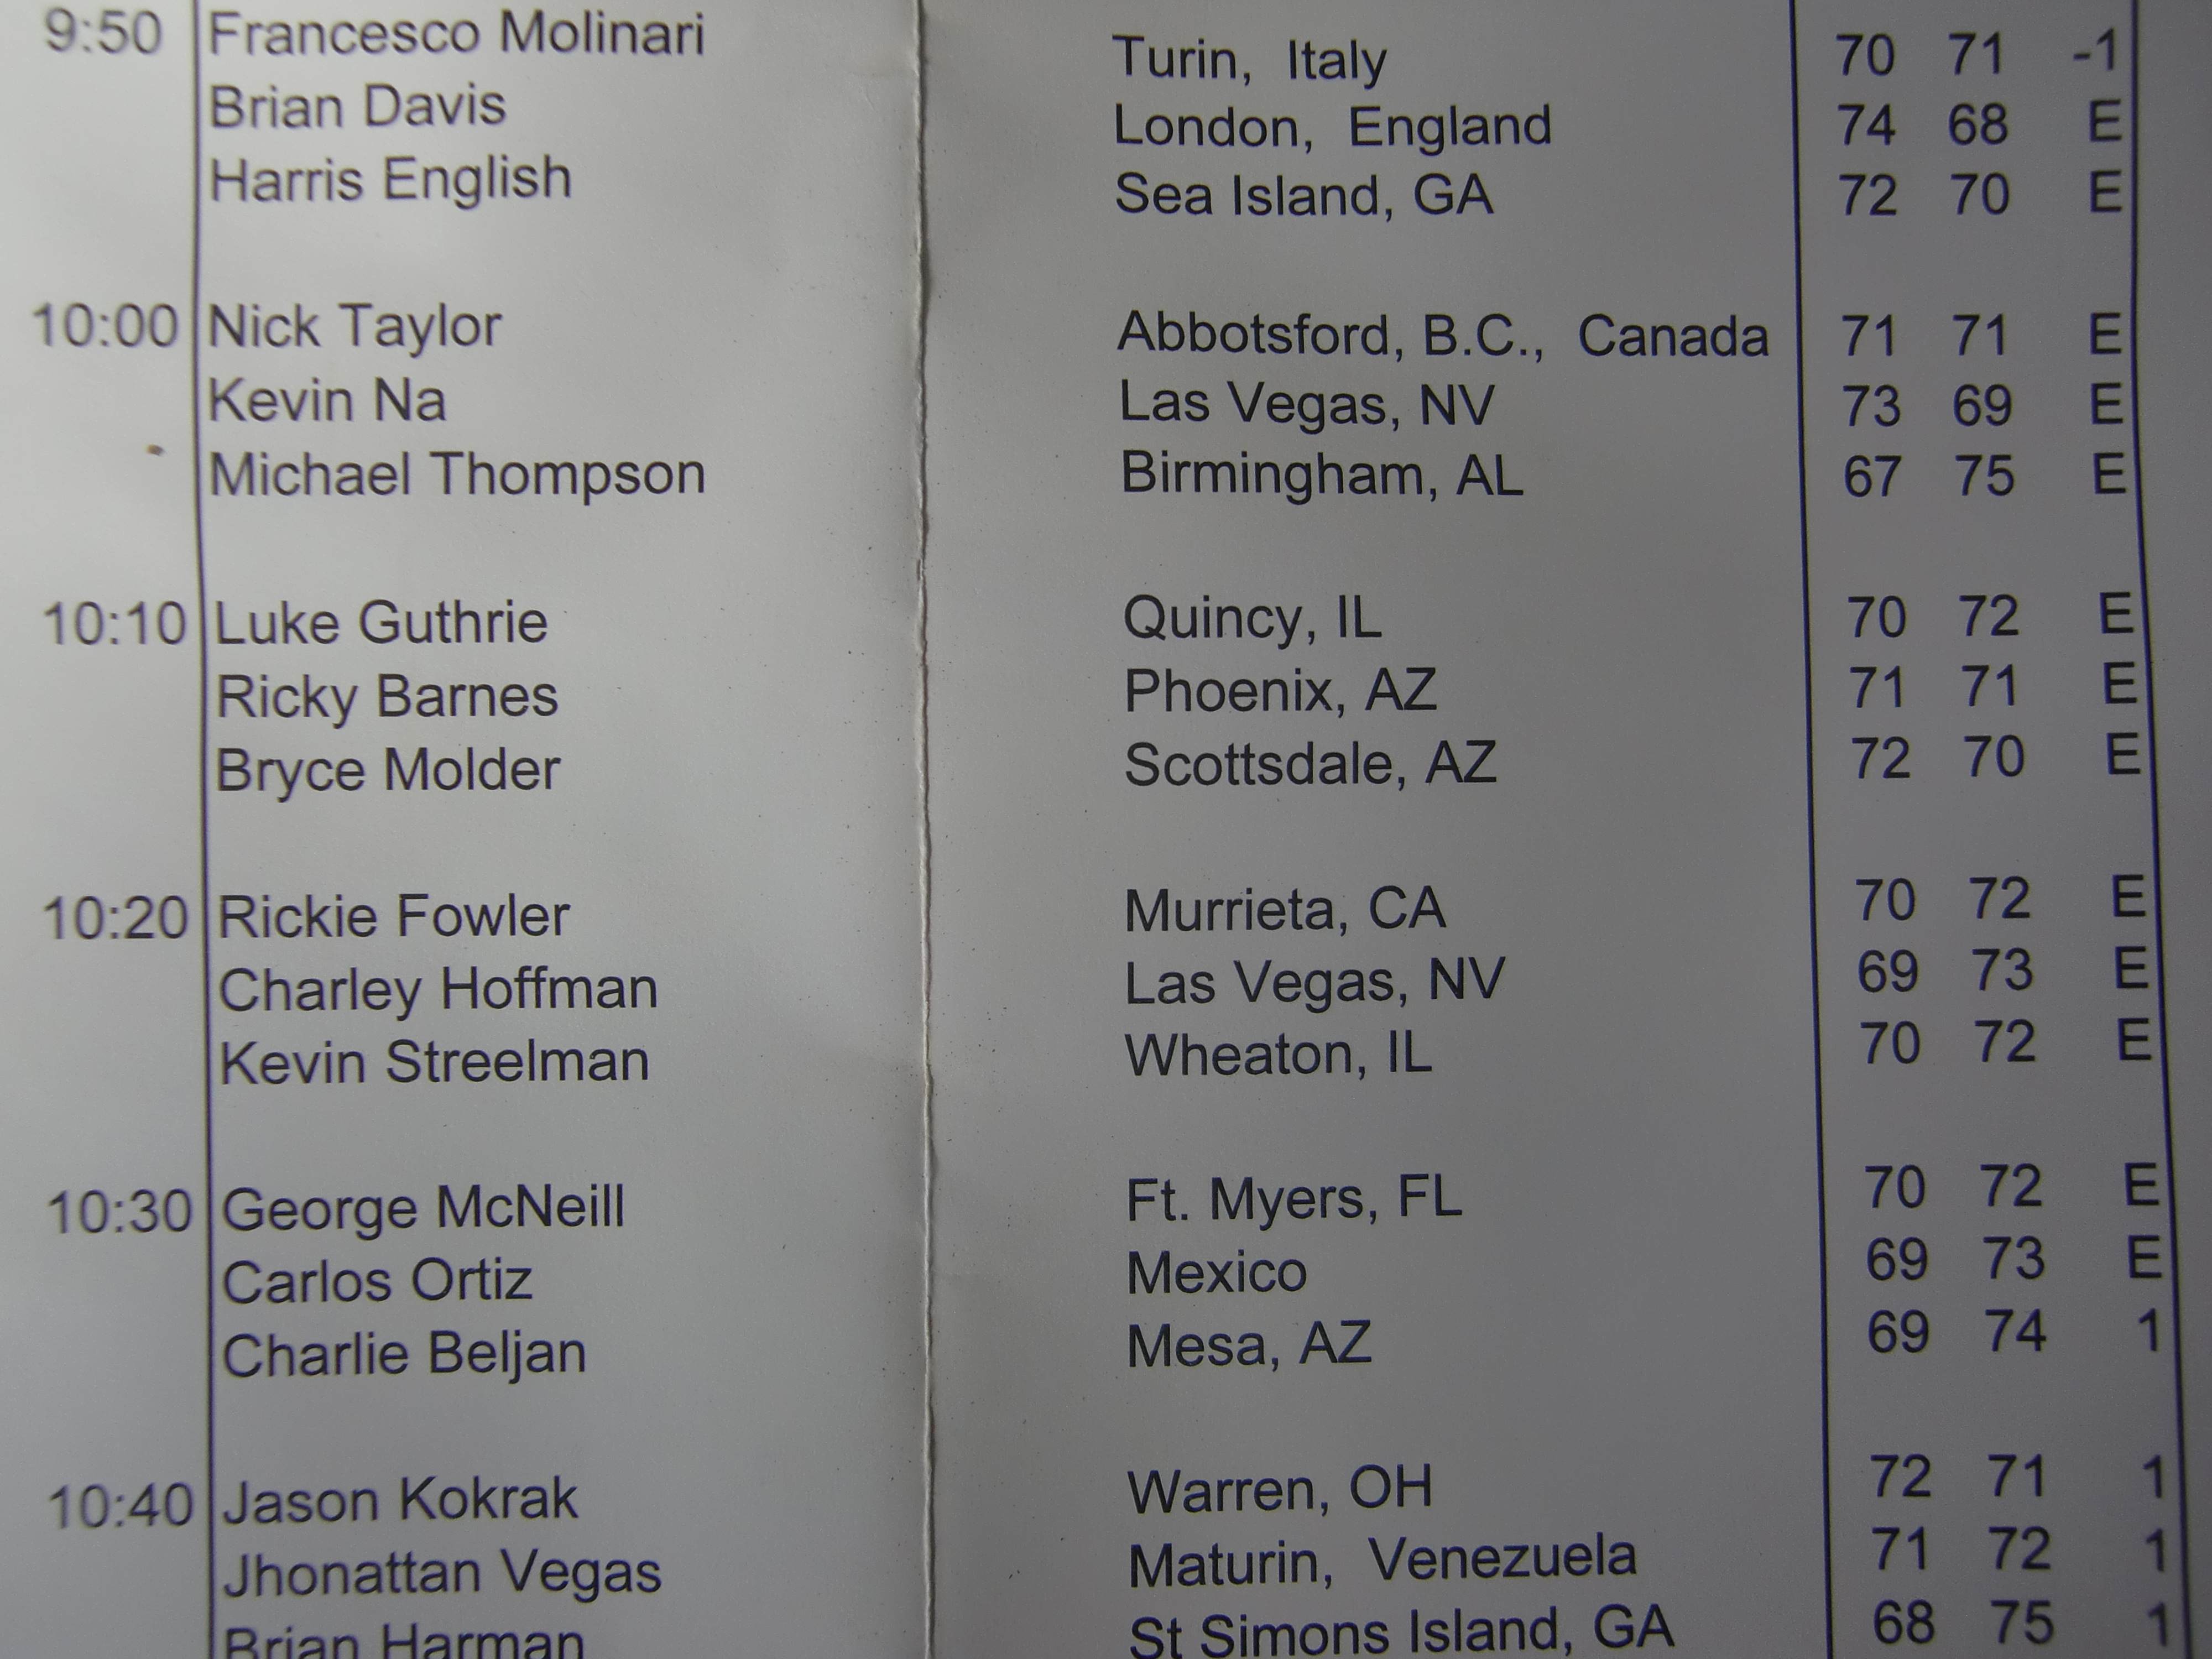 9:50 Francesco Molinari Turin, Italy 70 71 -1
Brian Davis London, England 74 68 E
Harris English Sea Island, GA 72 70 E
10:00 Nick Taylor Abbotsford, B.C., Canada 71 71 E
Kevin Na Las Vegas, NV 73 69 E
Michael Thompson Birmingham, AL 67 75 E
10:10 Luke Guthrie Quincy, IL 70 72 E
Ricky Barnes Phoenix, AZ 71 71 E
Bryce Molder Scottsdale, AZ 72 70 E
10:20 Rickie Fowler Murrieta, CA 70 72 E
Charley Hoffman Las Vegas, NV 69 73 E
Kevin Streelman Wheaton, IL 70 72 E
10:30 George McNeill Ft. Myers, FL 70 72 E
Carlos Ortiz Mexico 69 73 E
Charlie Beljan Mesa, AZ 69 74 1
10:40 Jason Kokrak Warren, OH 72 71 1
Jhonattan Vegas Maturin, Venezuela 71 72 1
Brian Harman St Simons Island, GA 68 75 1